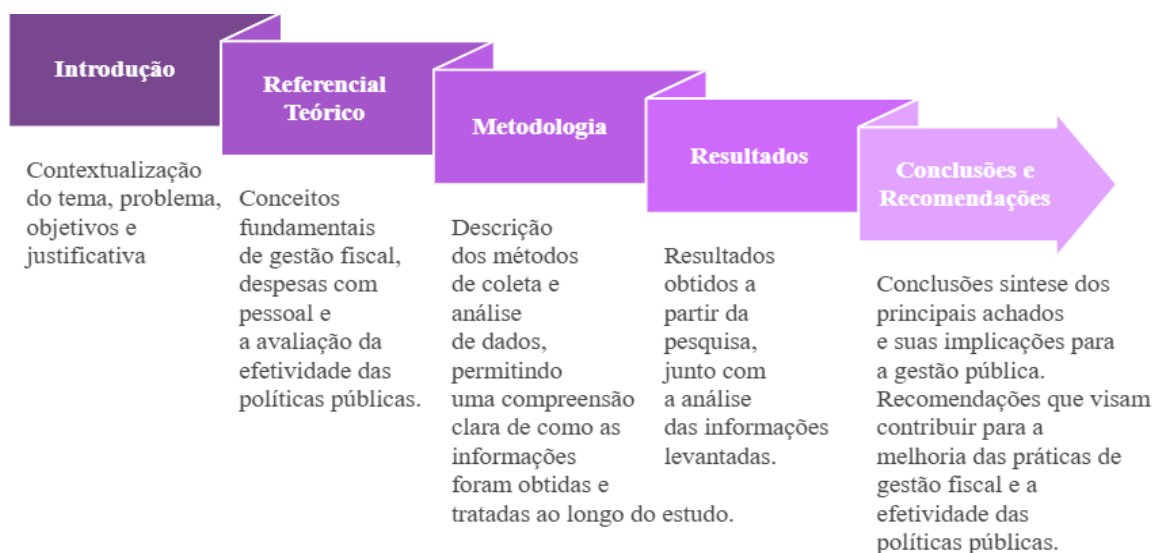 Introdução
Contextualização
do tema, problema,
objetivos e
justificativa
Referencial
Teórico
Conceitos
fundamentais
de gestão fiscal,
despesas com
pessoal e
a avaliação da
efetividade das
políticas públicas.
Metodologia
Descrição
dos métodos
de coleta e
análise
de dados,
permitindo
uma compreensão
clara de como as
informações
foram obtidas e
tratadas ao longo do estudo.
Resultados
Resultados
obtidos a
partir da
pesquisa,
junto com
a análise
das informações
levantadas.
Conclusões e
Recomendações
Conclusões sintese dos
principais achados
e suas implicações para
a gestão pública.
Recomendações que visam
contribuir para a
melhoria das práticas de
gestão fiscal e a
efetividade das
políticas públicas.